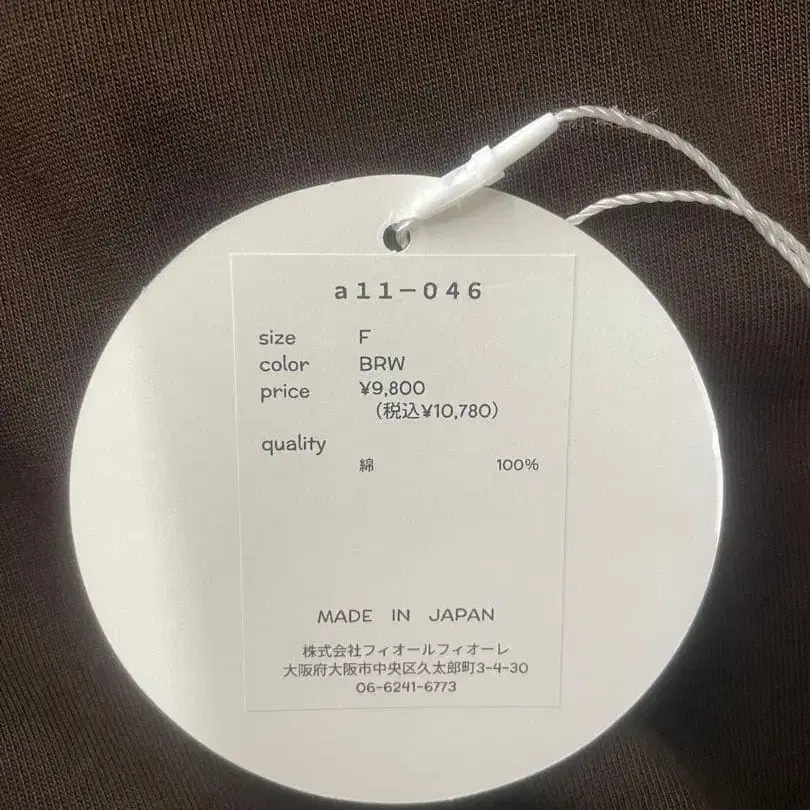 a11-046
size F
color BRW
price ¥9,800
(税込¥10,780)
quality
綿 100%
MADE IN JAPAN
株式会社フィオールフィオーレ
大阪府大阪市中央区久太郎町3-4-30
06-6241-6773